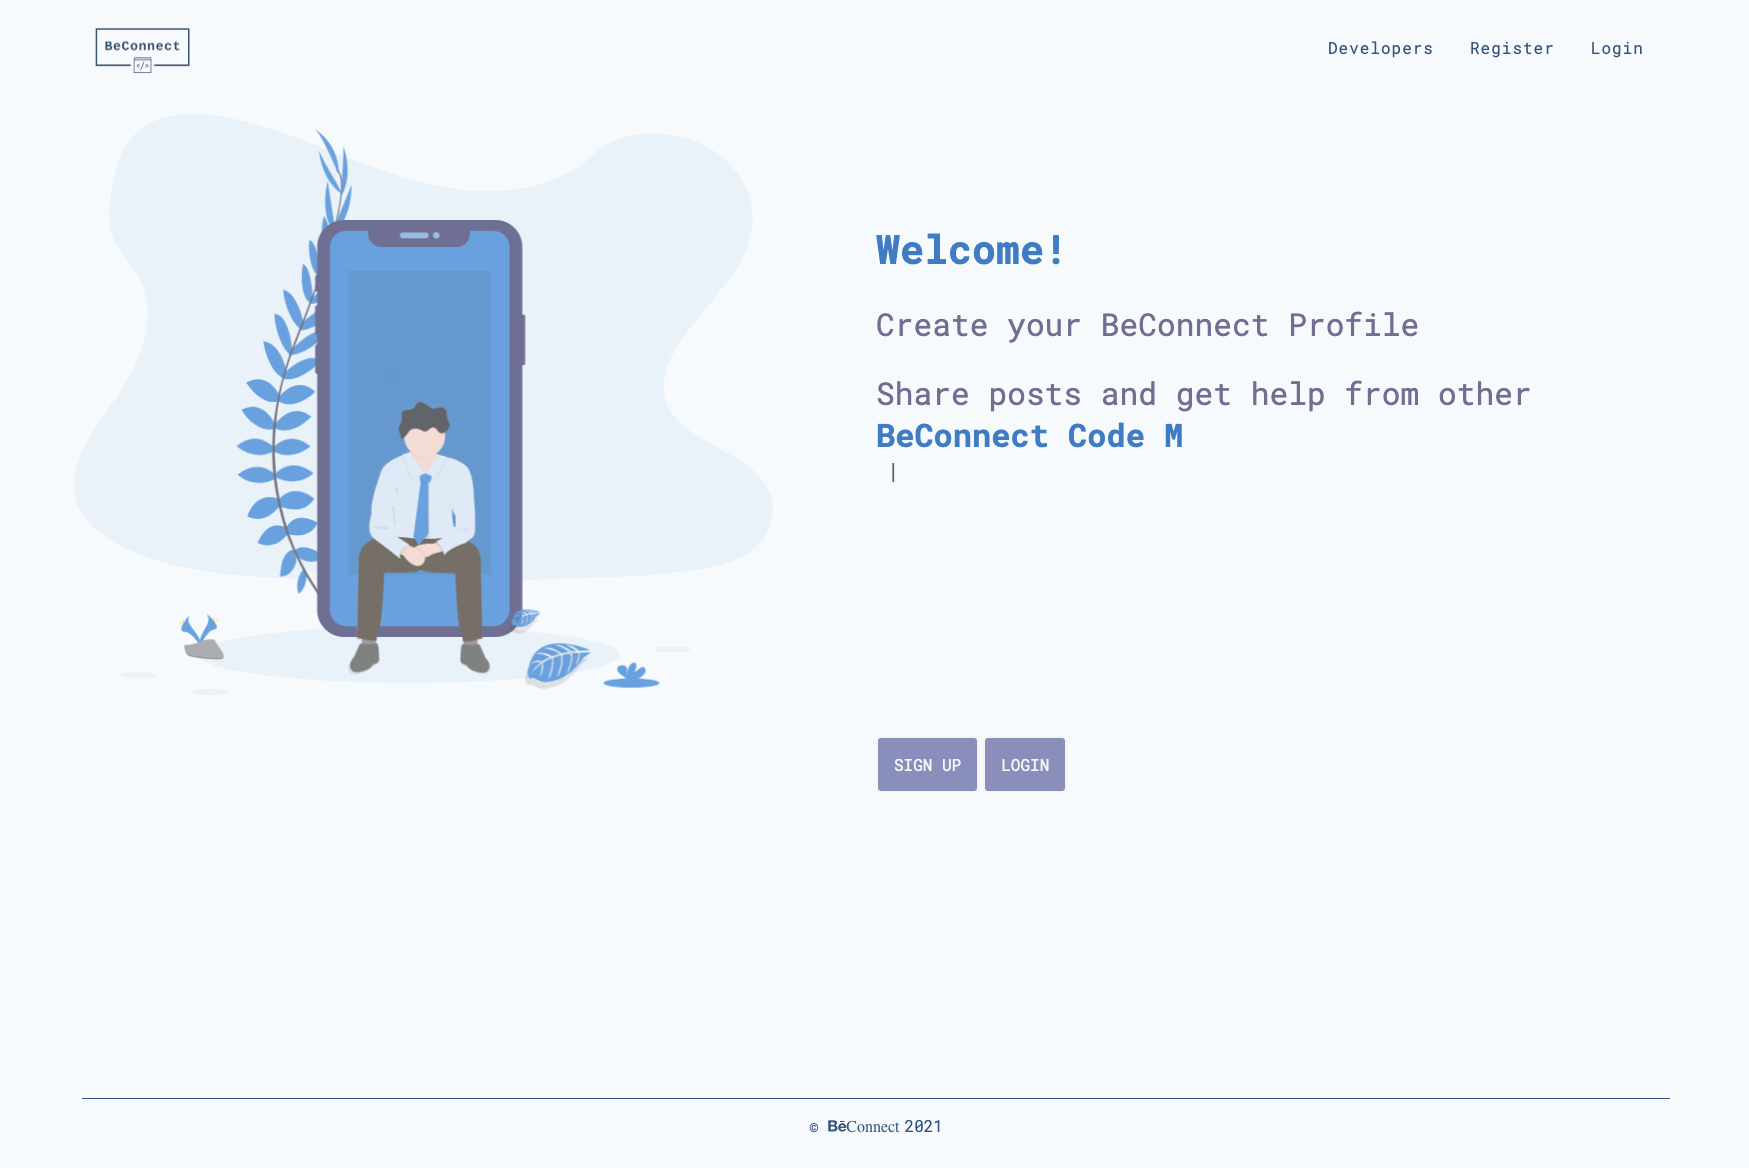 BeConnect
</>
Developers Register Login
Welcome!
Create your BeConnect Profile
Share posts and get help from other
BeConnect Code M
|
SIGN UP LOGIN
© BēConnect 2021